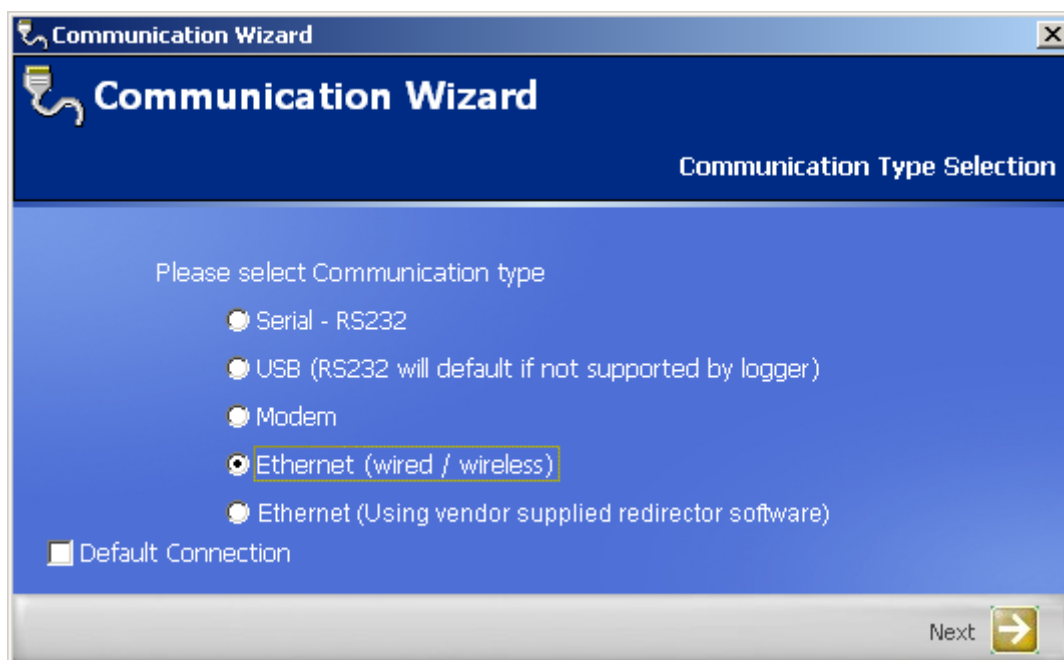 Communication Wizard
Communication Wizard
Communication Type Selection
Please select Communication type
Serial - RS232
USB (RS232 will default if not supported by logger)
Modem
Ethernet (wired / wireless)
Ethernet (Using vendor supplied redirector software)
Default Connection
Next